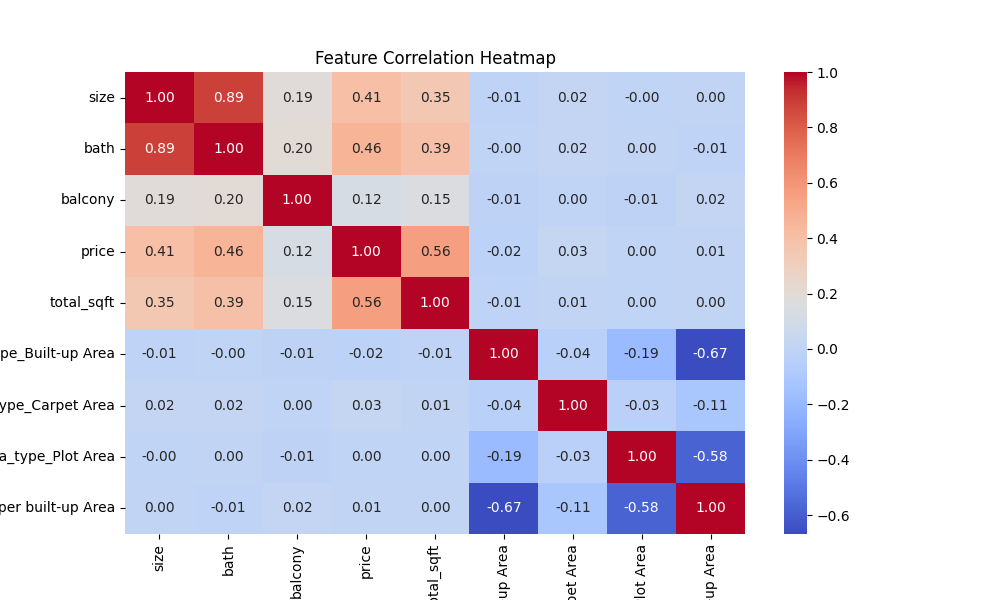 Feature Correlation Heatmap
size 1.00 0.89 0.19 0.41 0.35 -0.01 0.02 -0.00 0.00
bath 0.89 1.00 0.20 0.46 0.39 -0.00 0.02 0.00 -0.01
balcony 0.19 0.20 1.00 0.12 0.15 -0.01 0.00 -0.01 0.02
price 0.41 0.46 0.12 1.00 0.56 -0.02 0.03 0.00 0.01
total_sqft 0.35 0.39 0.15 0.56 1.00 -0.01 0.01 0.00 0.00
pe_Built-up Area -0.01 -0.00 -0.01 -0.02 -0.01 1.00 -0.04 -0.19 -0.67
ype_Carpet Area 0.02 0.02 0.00 0.03 0.01 -0.04 1.00 -0.03 -0.11
a_type_Plot Area -0.00 0.00 -0.01 0.00 0.00 -0.19 -0.03 1.00 -0.58
per built-up Area 0.00 -0.01 0.02 0.01 0.00 -0.67 -0.11 -0.58 1.00
size bath balcony price otal_sqft up Area pet Area lot Area -up Area
1.0
0.8
0.6
0.4
0.2
0.0
−0.2
−0.4
−0.6